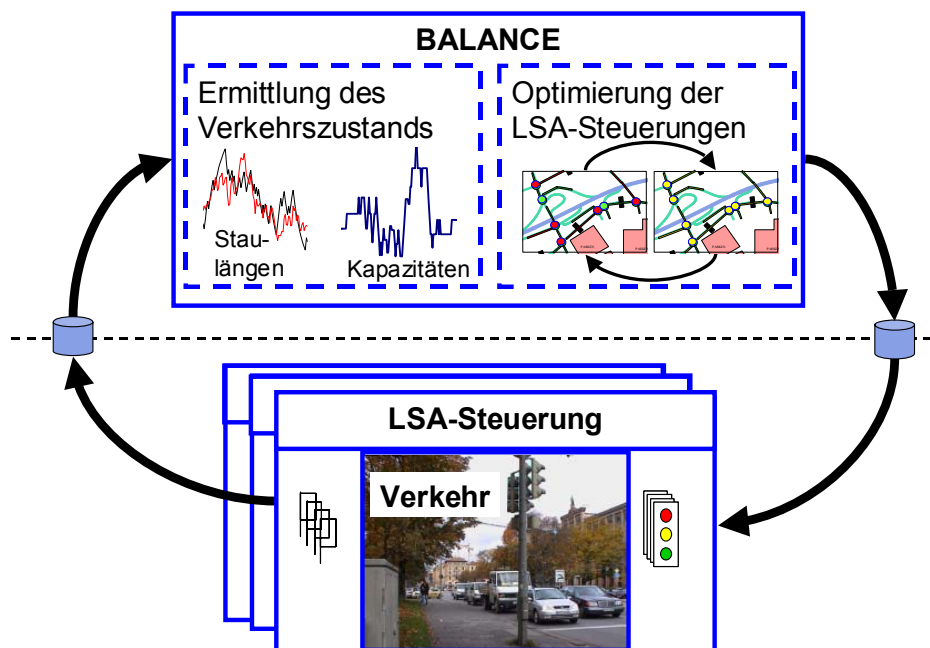 BALANCE
Ermittlung des
Verkehrszustands
Stau-
längen
Kapazitäten
Optimierung der
LSA-Steuerungen
LSA-Steuerung
Verkehr